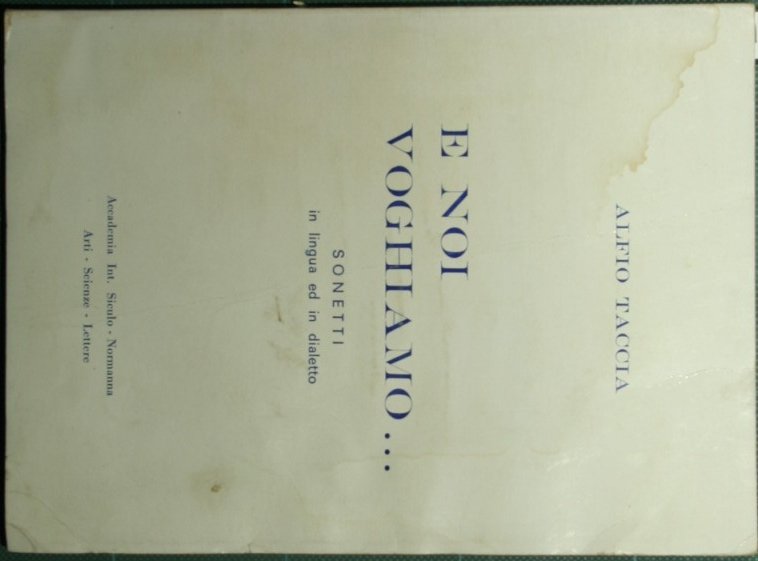 ALFIO TACCIA
E NOI
VOGHIAMO...
SONETTI
in lingua ed in dialetto
Accademia Int. Siculo - Normanna
Arti - Scienze - Lettere